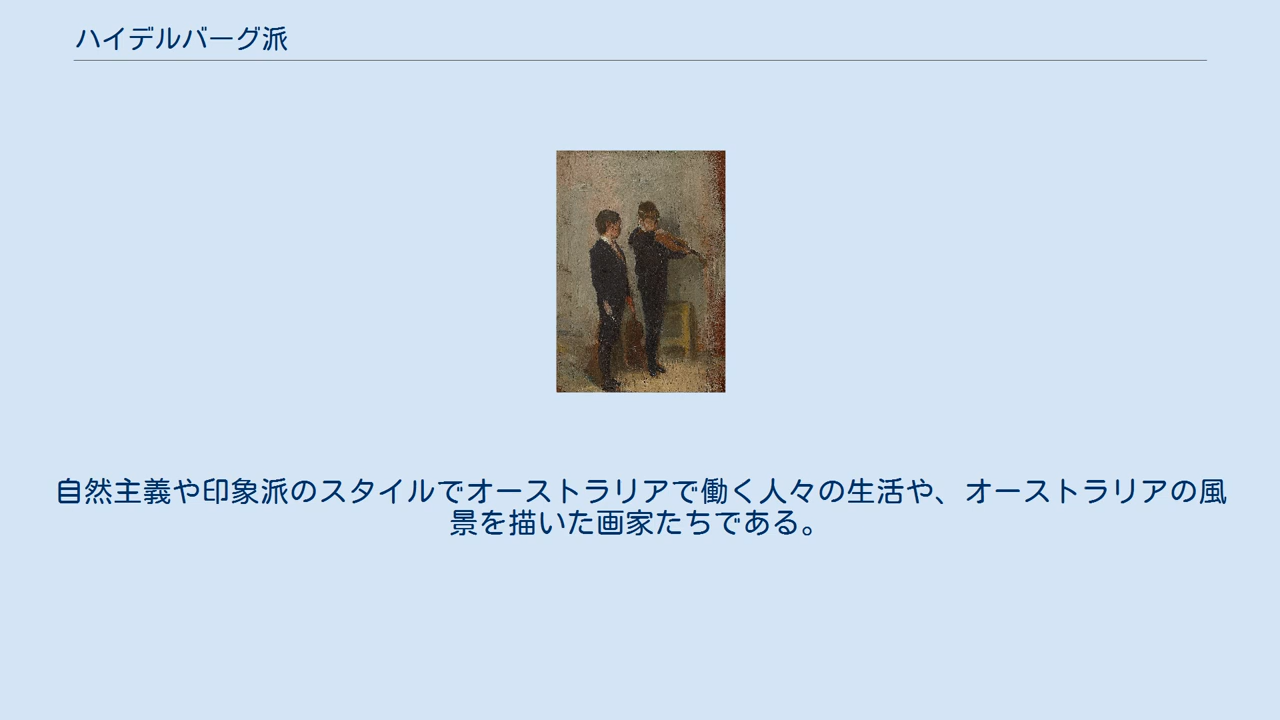 ハイデルバーグ派
自然主義や印象派のスタイルでオーストラリアで働く人々の生活や、オーストラリアの風
景を描いた画家たちである。